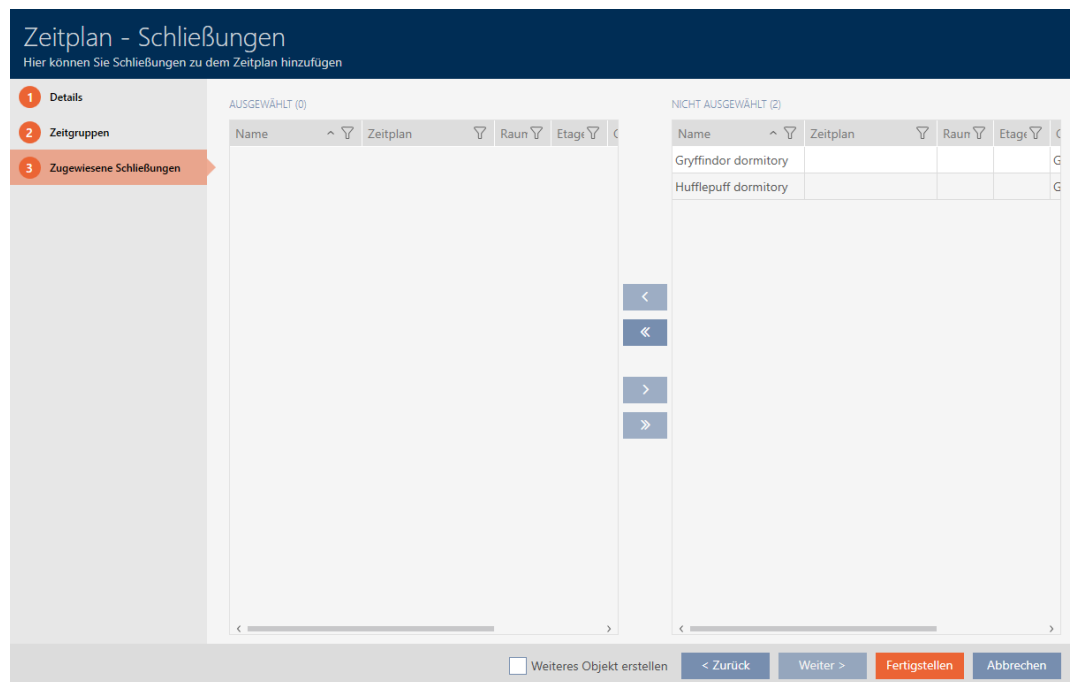 Zeitplan - Schließungen
Hier können Sie Schließungen zu dem Zeitplan hinzufügen
1 Details
2 Zeitgruppen
3 Zugewiesene Schließungen
AUSGEWÄHLT (0)
Name Zeitplan Etage
NICHT AUSGEWÄHLT (2)
Name Zeitplan Etage
Gryffindor dormitory G
Hufflepuff dormitory G
Weiteres Objekt erstellen < Zurück Weiter > Fertigstellen Abbrechen